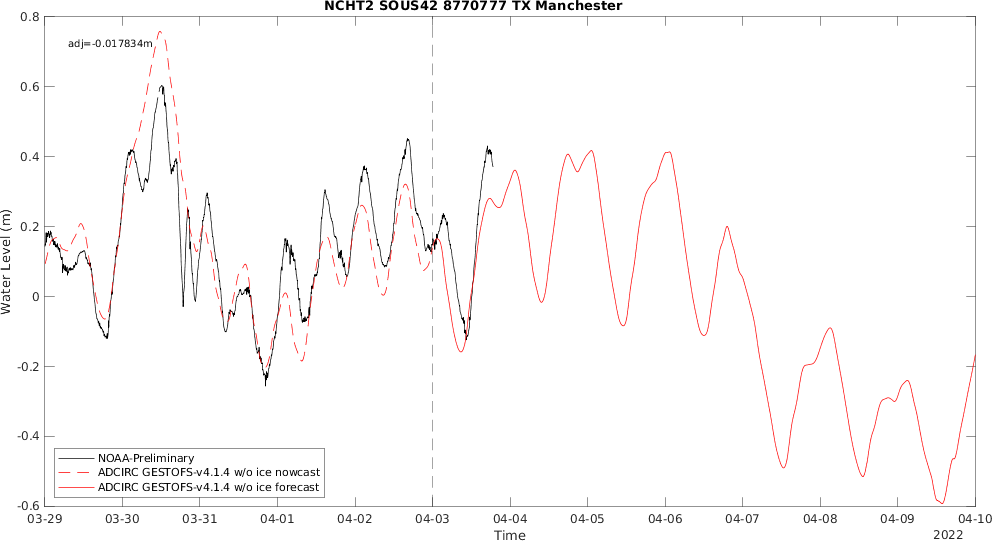 NCHT2 SOUS42 8770777 TX Manchester
adj=-0.017834m
0.8
0.6
0.4
0.2
0
-0.2
-0.4
-0.6
Water Level (m)
NOAA-Preliminary
ADCIRC GESTOFS-v4.1.4 w/o ice nowcast
ADCIRC GESTOFS-v4.1.4 w/o ice forecast
03-29 03-30 03-31 04-01 04-02 04-03 04-04 04-05 04-06 04-07 04-08 04-09 04-10
Time
2022